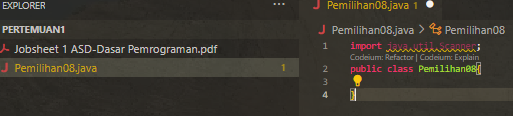 EXPLORER
PERTEMUAN1
Jobsheet 1 ASD-Dasar Pemrograman.pdf
Pemilihan08.java 1
Pemilihan08.java 1
Pemilihan08.java > Pemilihan08
1 import java.util.Scanner;
Codeium: Refactor | Codeium: Explain
2 public class Pemilihan08{
3
4 }